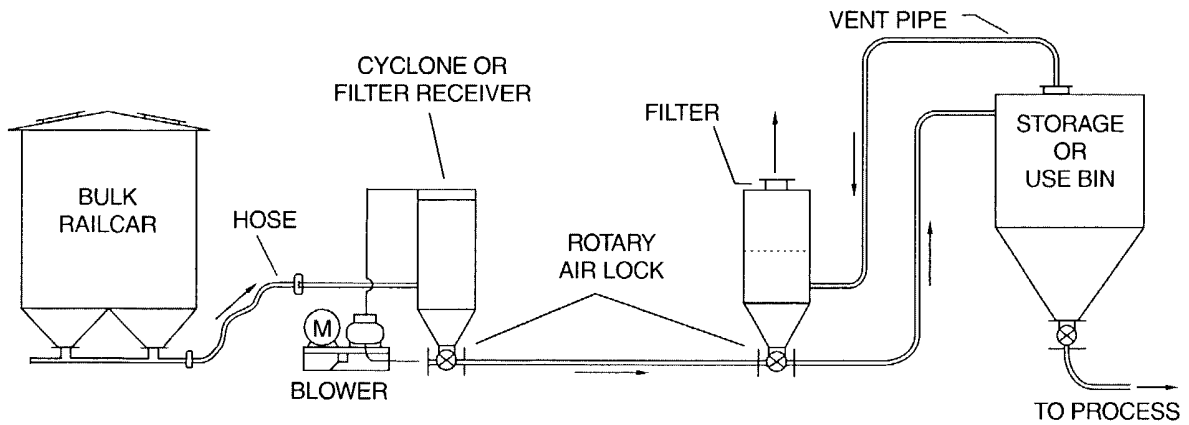 VENT PIPE
CYCLONE OR
FILTER RECEIVER
FILTER
STORAGE
OR
USE BIN
BULK
RAILCAR
HOSE
ROTARY
AIR LOCK
M
BLOWER
TO PROCESS